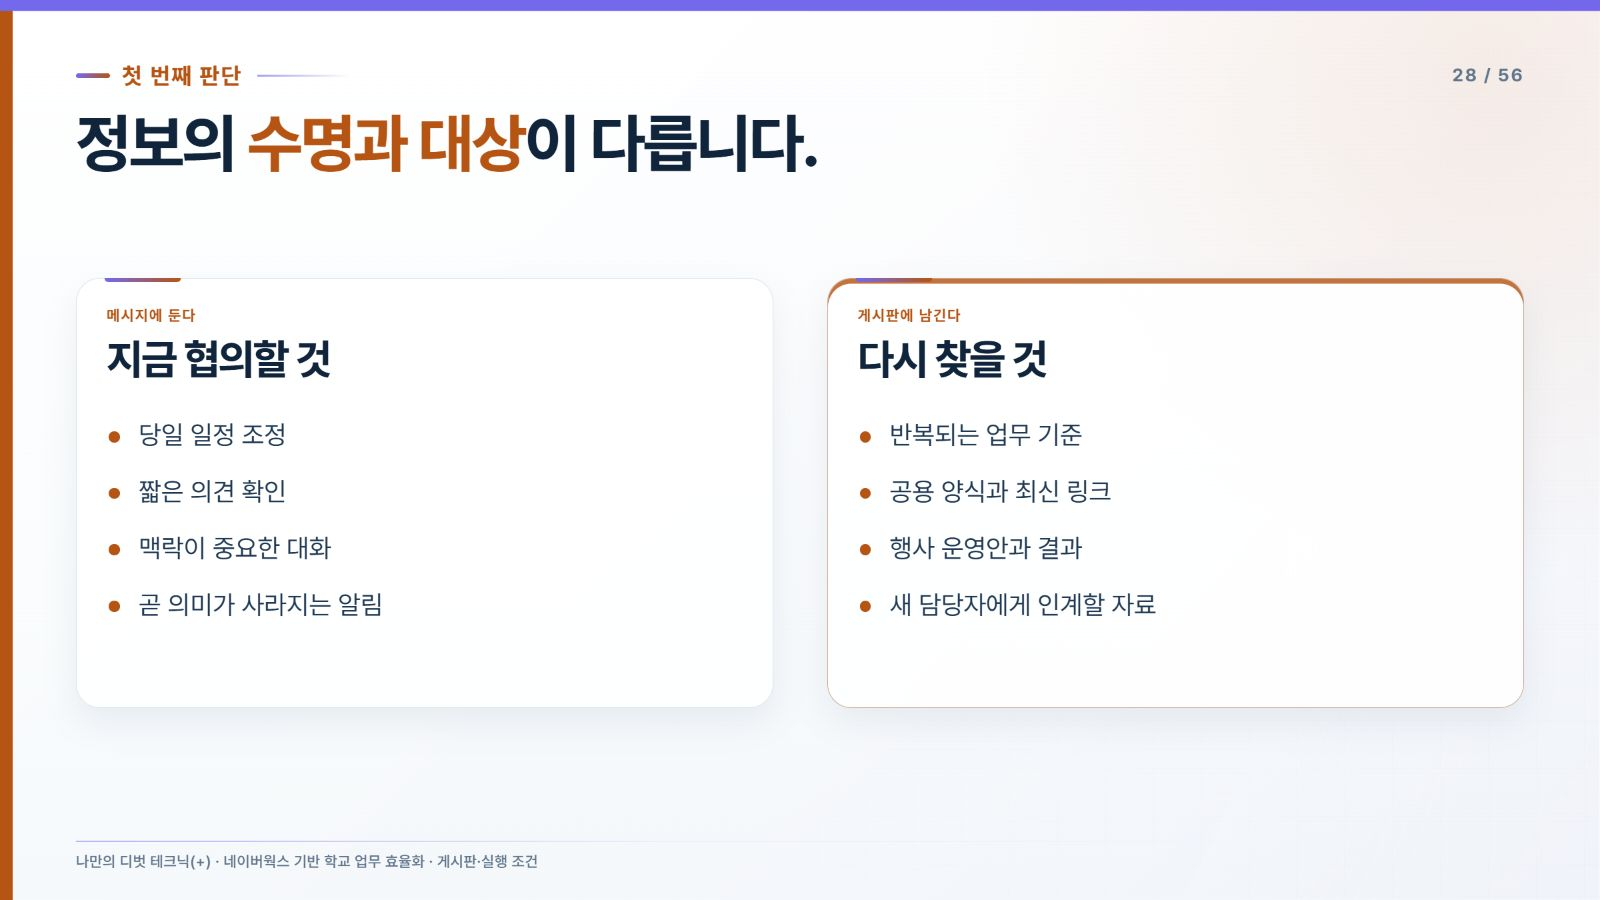 첫 번째 판단
28 / 56
정보의 수명과 대상이 다릅니다.
메시지에 둔다
지금 협의할 것
당일 일정 조정
짧은 의견 확인
맥락이 중요한 대화
곧 의미가 사라지는 알림
게시판에 남긴다
다시 찾을 것
반복되는 업무 기준
공용 양식과 최신 링크
행사 운영안과 결과
새 담당자에게 인계할 자료
나만의 디벗 테크닉(+) · 네이버웍스 기반 학교 업무 효율화 · 게시판·실행 조건